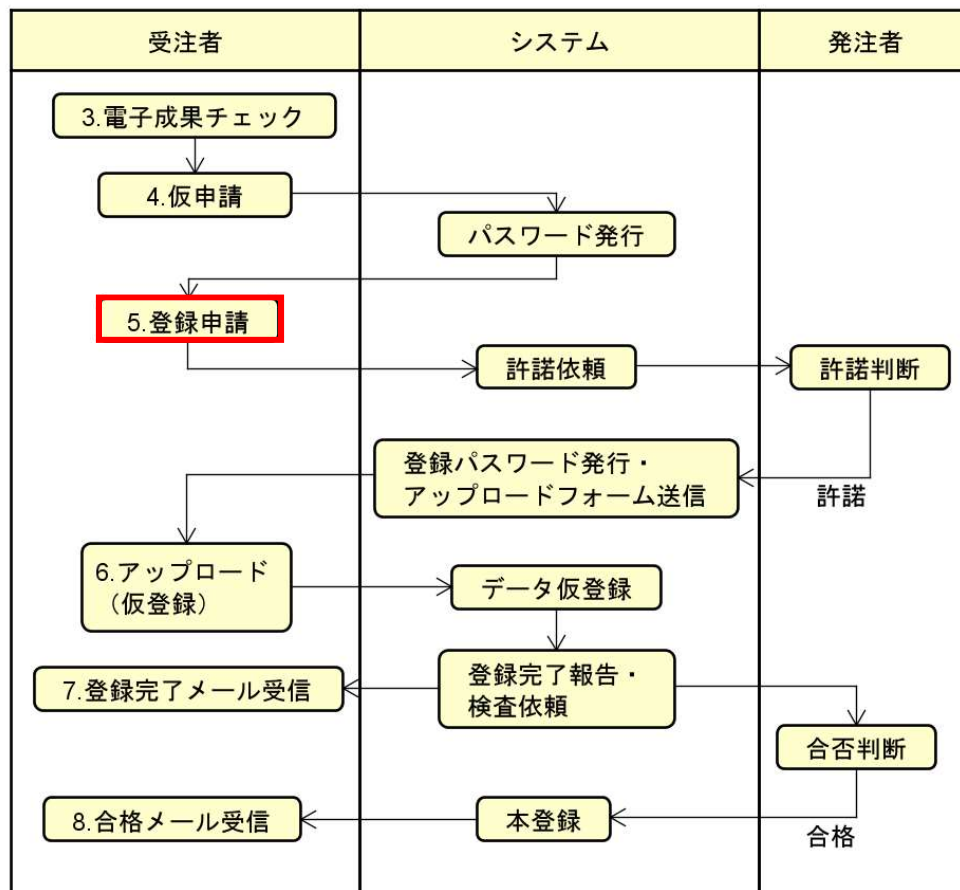 受注者
システム
発注者
3.電子成果チェック
4.仮申請
パスワード発行
5.登録申請
許諾依頼
許諾判断
登録パスワード発行・
アップロードフォーム送信
許諾
6.アップロード
（仮登録）
データ仮登録
7.登録完了メール受信
登録完了報告・
検査依頼
合否判断
8.合格メール受信
本登録
合格